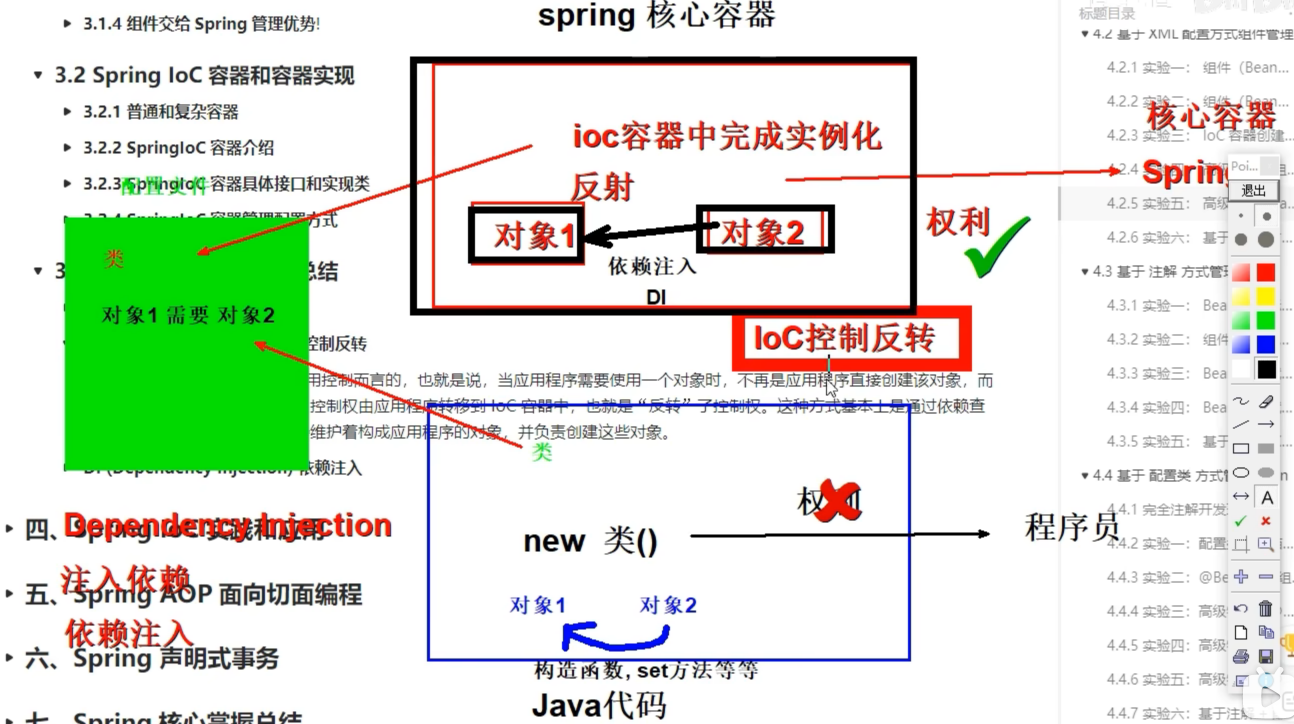 spring 核心容器
3.1.4 组件交给 Spring 管理优势!
3.2 Spring IoC 容器和容器实现
3.2.1 普通和复杂容器
3.2.2 SpringIoC 容器介绍
3.2.3 SpringIoC 容器具体接口和实现类
配置文件
3.2.4 SpringIoC 容器管理配置方式
类
总结
对象1 需要 对象2
控制反转
ioc容器中完成实例化
反射
对象1
对象2
依赖注入
DI
权利
IoC控制反转
用控制而言的，也就是说，当应用程序需要使用一个对象时，不再是应用程序直接创建该对象，而
控制权由应用程序转移到 IoC 容器中，也就是“反转”了控制权。这种方式基本上是通过依赖查
维护着构成应用程序的对象，并负责创建这些对象。
DI (Dependency Injection) 依赖注入
类
权利
new 类()
程序员
对象1
对象2
构造函数, set方法等等
Java代码
四、Spring IoC 实践和应用
Dependency Injection
注入依赖
五、Spring AOP 面向切面编程
依赖注入
六、Spring 声明式事务
七、Spring 核心掌握总结
标题目录
4.2 基于 XML 配置方式组件管理
4.2.1 实验一： 组件（Bean...
4.2.2 实验二： 组件（Bean...
核心容器
4.2.3 实验三： IoC 容器创建...
4.2.4 实验四： 高级
Spring
Poi...
退出
4.2.5 实验五： 高级
4.2.6 实验六： 基于
4.3 基于 注解 方式管理
4.3.1 实验一： Bea
4.3.2 实验二： 组件
4.3.3 实验三： Bea
4.3.4 实验四： Bea
4.3.5 实验五： 基于
4.4 基于 配置类 方式管
4.4.1 完全注解开发
4.4.2 实验一：配置
4.4.3 实验二：@Be
4.4.4 实验三：高级
4.4.5 实验四：高级
4.4.6 实验五：高级
4.4.7 实验六：基于注
A